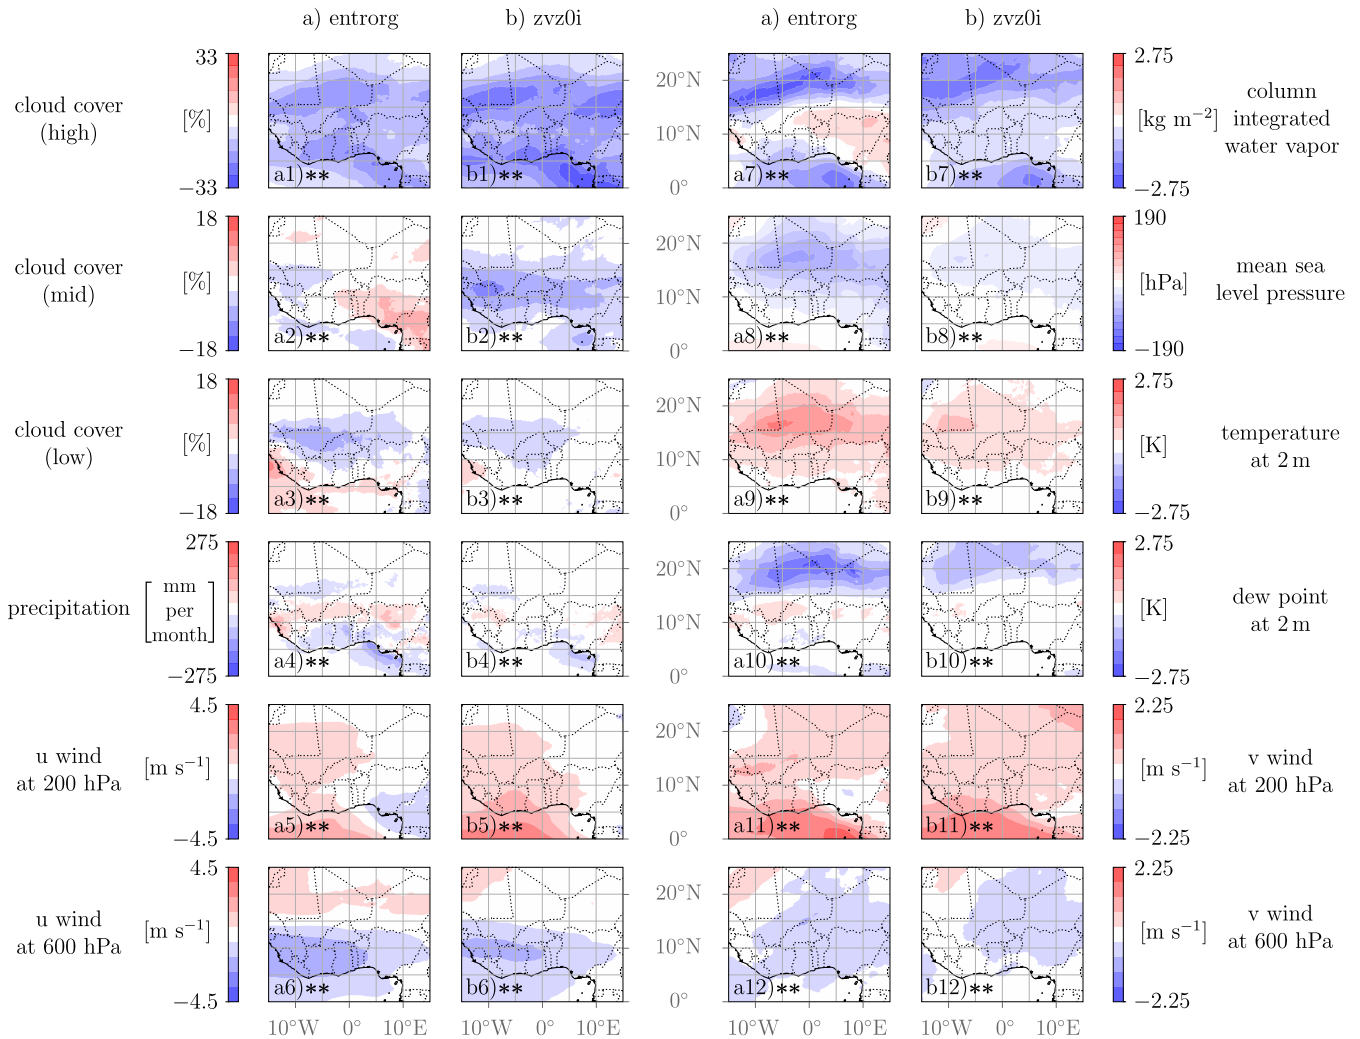 a) entrorg
b) zvz0i
a) entrorg
b) zvz0i
cloud cover
(high)
33
[%]
−33
a1)**
b1)**
20°N
10°N
0°
a7)**
b7)**
2.75
[kg m−2]
−2.75
column
integrated
water vapor
cloud cover
(mid)
18
[%]
−18
a2)**
b2)**
20°N
10°N
0°
a8)**
b8)**
190
[hPa]
−190
mean sea
level pressure
cloud cover
(low)
18
[%]
−18
a3)**
b3)**
20°N
10°N
0°
a9)**
b9)**
2.75
[K]
−2.75
temperature
at 2 m
precipitation
275
[mm
per
month]
−275
a4)**
b4)**
20°N
10°N
0°
a10)**
b10)**
2.75
[K]
−2.75
dew point
at 2 m
u wind
at 200 hPa
4.5
[m s−1]
−4.5
a5)**
b5)**
20°N
10°N
0°
a11)**
b11)**
2.25
[m s−1]
−2.25
v wind
at 200 hPa
u wind
at 600 hPa
4.5
[m s−1]
−4.5
a6)**
b6)**
20°N
10°N
0°
a12)**
b12)**
2.25
[m s−1]
−2.25
v wind
at 600 hPa
10°W 0° 10°E
10°W 0° 10°E
10°W 0° 10°E
10°W 0° 10°E